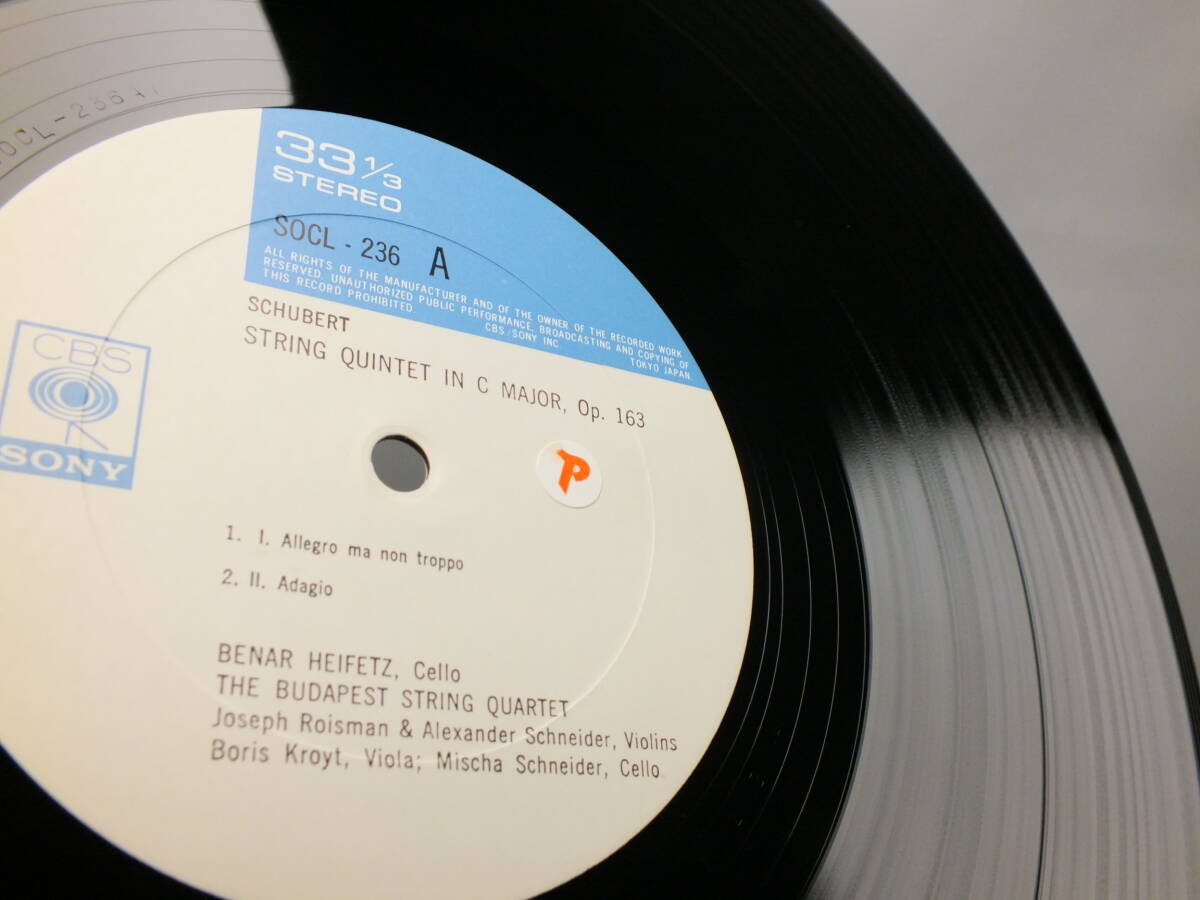 SOCL-236 A1
33 1/3
STEREO
SOCL - 236 A
ALL RIGHTS OF THE MANUFACTURER AND OF THE OWNER OF THE RECORDED WORK
RESERVED. UNAUTHORIZED PUBLIC PERFORMANCE, BROADCASTING AND COPYING OF
THIS RECORD PROHIBITED. CBS/SONY INC TOKYO JAPAN.
SCHUBERT
STRING QUINTET IN C MAJOR, Op. 163
CBS
SONY
P
1. I. Allegro ma non troppo
2. II. Adagio
BENAR HEIFETZ, Cello
THE BUDAPEST STRING QUARTET
Joseph Roisman & Alexander Schneider, Violins
Boris Kroyt, Viola; Mischa Schneider, Cello